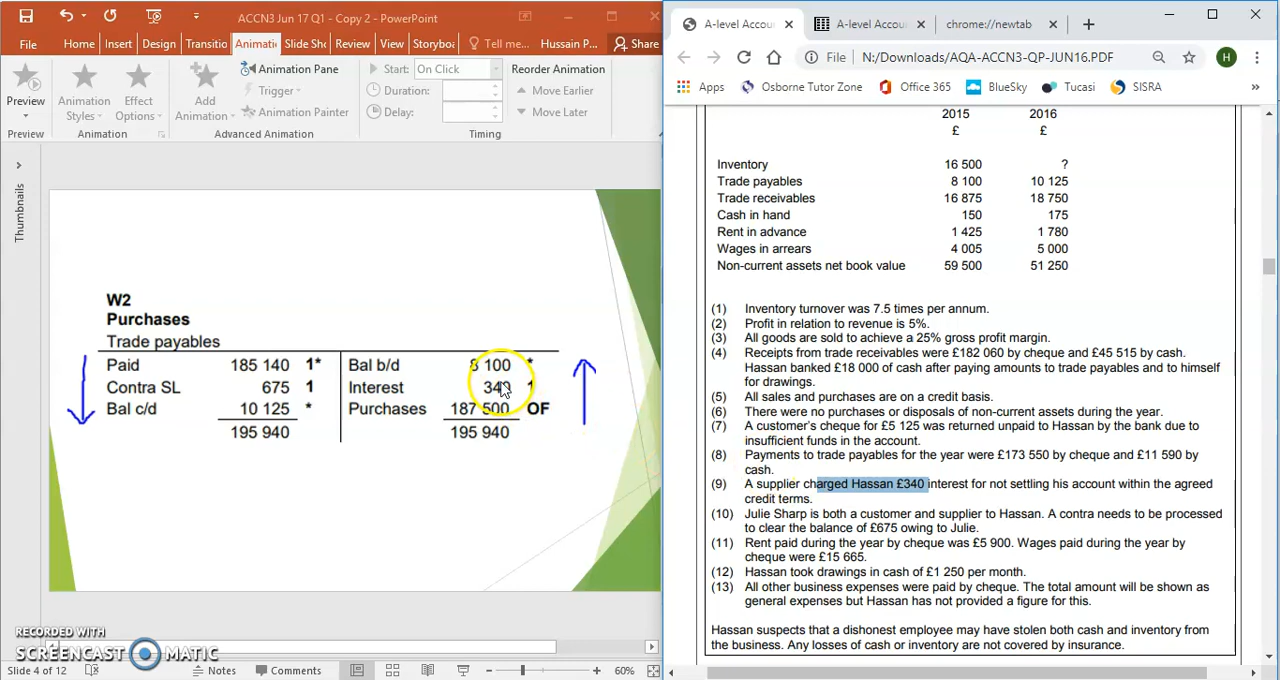 ACCN3 Jun 17 Q1 - Copy 2 - PowerPoint
File Home Insert Design Transitio Animatio Slide Sho Review View Storybo Tell me... Hussain P... Share
Preview
Animation Styles
Effect Options
Add Animation
Animation Pane
Trigger
Animation Painter
Start: On Click
Duration:
Delay:
Reorder Animation
Move Earlier
Move Later
Preview Animation Advanced Animation Timing
Thumbnails
W2
Purchases
Trade payables
Paid 185 140 1* Bal b/d 8 100 *
Contra SL 675 1 Interest 340 1
Bal c/d 10 125 * Purchases 187 500 OF
195 940 195 940
RECORDED WITH
SCREENCAST MATIC
Slide 4 of 12 Notes Comments 60%
A-level Accou A-level Accou chrome://newtab
File N:/Downloads/AQA-ACCN3-QP-JUN16.PDF H
Apps Osborne Tutor Zone Office 365 BlueSky Tucasi SISRA »
2015 2016
£ £
Inventory 16 500 ?
Trade payables 8 100 10 125
Trade receivables 16 875 18 750
Cash in hand 150 175
Rent in advance 1 425 1 780
Wages in arrears 4 005 5 000
Non-current assets net book value 59 500 51 250
(1) Inventory turnover was 7.5 times per annum.
(2) Profit in relation to revenue is 5%.
(3) All goods are sold to achieve a 25% gross profit margin.
(4) Receipts from trade receivables were £182 060 by cheque and £45 515 by cash.
Hassan banked £18 000 of cash after paying amounts to trade payables and to himself
for drawings.
(5) All sales and purchases are on a credit basis.
(6) There were no purchases or disposals of non-current assets during the year.
(7) A customer's cheque for £5 125 was returned unpaid to Hassan by the bank due to
insufficient funds in the account.
(8) Payments to trade payables for the year were £173 550 by cheque and £11 590 by
cash.
(9) A supplier charged Hassan £340 interest for not settling his account within the agreed
credit terms.
(10) Julie Sharp is both a customer and supplier to Hassan. A contra needs to be processed
to clear the balance of £675 owing to Julie.
(11) Rent paid during the year by cheque was £5 900. Wages paid during the year by
cheque were £15 665.
(12) Hassan took drawings in cash of £1 250 per month.
(13) All other business expenses were paid by cheque. The total amount will be shown as
general expenses but Hassan has not provided a figure for this.
Hassan suspects that a dishonest employee may have stolen both cash and inventory from
the business. Any losses of cash or inventory are not covered by insurance.